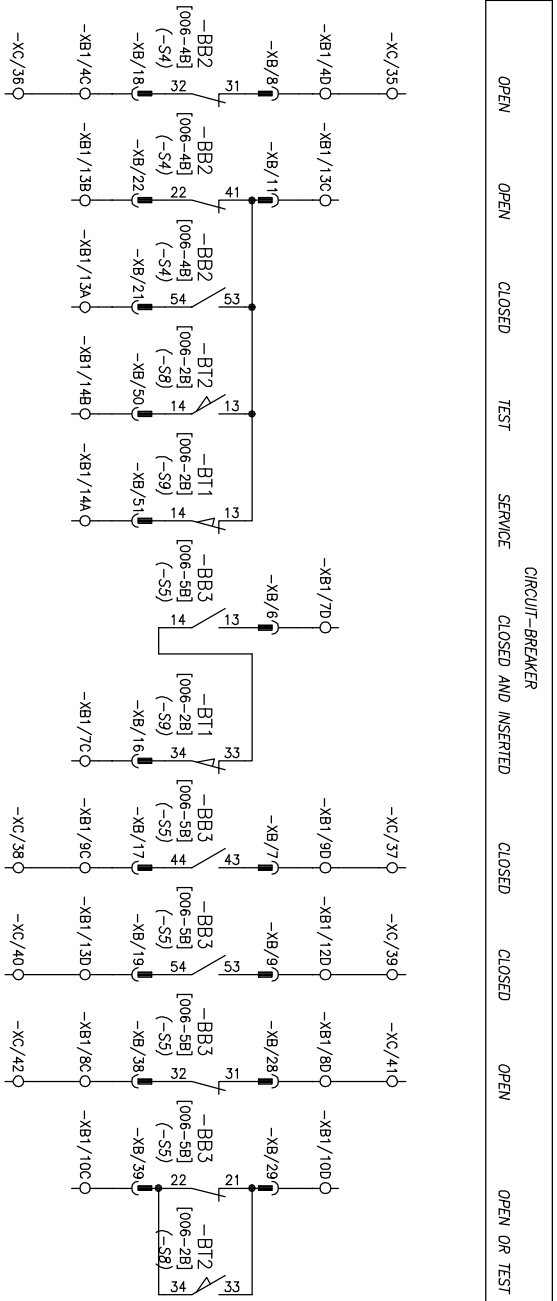 CIRCUIT-BREAKER
OPEN
OPEN
CLOSED
TEST
SERVICE
CLOSED AND INSERTED
CLOSED
CLOSED
OPEN
OPEN OR TEST
-XC/35
-XB1/4D
-XB/8
31
32
-BB2
[006-4B]
(-S4)
-XB/18
-XB1/4C
-XC/36
-XB1/13C
-XB/11
41
22
-BB2
[006-4B]
(-S4)
-XB/22
-XB1/13B
53
54
-BB2
[006-4B]
(-S4)
-XB/21
-XB1/13A
13
14
-BT2
[006-2B]
(-S8)
-XB/50
-XB1/14B
13
14
-BT1
[006-2B]
(-S9)
-XB/51
-XB1/14A
-XB1/7D
-XB/6
13
14
-BB3
[006-5B]
(-S5)
33
34
-BT1
[006-2B]
(-S9)
-XB/16
-XB1/7C
-XC/37
-XB1/9D
-XB/7
43
44
-BB3
[006-5B]
(-S5)
-XB/17
-XB1/9C
-XC/38
-XC/39
-XB1/12D
-XB/9
53
54
-BB3
[006-5B]
(-S5)
-XB/19
-XB1/13D
-XC/40
-XC/41
-XB1/8D
-XB/28
31
32
-BB3
[006-5B]
(-S5)
-XB/38
-XB1/8C
-XC/42
-XB1/10D
-XB/29
21
22
-BB3
[006-5B]
(-S5)
-XB/39
-XB1/10C
33
34
-BT2
[006-2B]
(-S8)